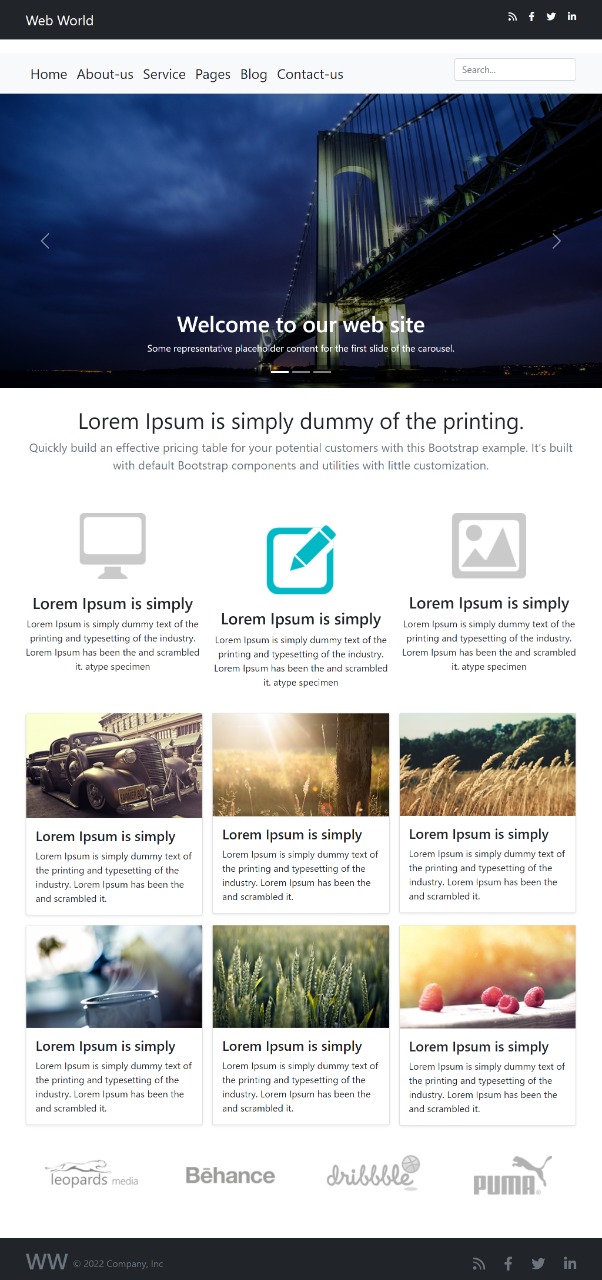 Web World
Home About-us Service Pages Blog Contact-us
Search...
Welcome to our web site
Some representative placeholder content for the first slide of the carousel.
Lorem Ipsum is simply dummy of the printing.
Quickly build an effective pricing table for your potential customers with this Bootstrap example. It's built
with default Bootstrap components and utilities with little customization.
Lorem Ipsum is simply
Lorem Ipsum is simply dummy text of the
printing and typesetting of the industry.
Lorem Ipsum has been the and scrambled
it. atype specimen
Lorem Ipsum is simply
Lorem Ipsum is simply dummy text of the
printing and typesetting of the industry.
Lorem Ipsum has been the and scrambled
it. atype specimen
Lorem Ipsum is simply
Lorem Ipsum is simply dummy text of the
printing and typesetting of the industry.
Lorem Ipsum has been the and scrambled
it. atype specimen
Lorem Ipsum is simply
Lorem Ipsum is simply dummy text of
the printing and typesetting of the
industry. Lorem Ipsum has been the
and scrambled it.
Lorem Ipsum is simply
Lorem Ipsum is simply dummy text of
the printing and typesetting of the
industry. Lorem Ipsum has been the
and scrambled it.
Lorem Ipsum is simply
Lorem Ipsum is simply dummy text of
the printing and typesetting of the
industry. Lorem Ipsum has been the
and scrambled it.
Lorem Ipsum is simply
Lorem Ipsum is simply dummy text of
the printing and typesetting of the
industry. Lorem Ipsum has been the
and scrambled it.
Lorem Ipsum is simply
Lorem Ipsum is simply dummy text of
the printing and typesetting of the
industry. Lorem Ipsum has been the
and scrambled it.
Lorem Ipsum is simply
Lorem Ipsum is simply dummy text of
the printing and typesetting of the
industry. Lorem Ipsum has been the
and scrambled it.
leopards media
Bēhance
dribbble
PUMA
WW © 2022 Company, Inc